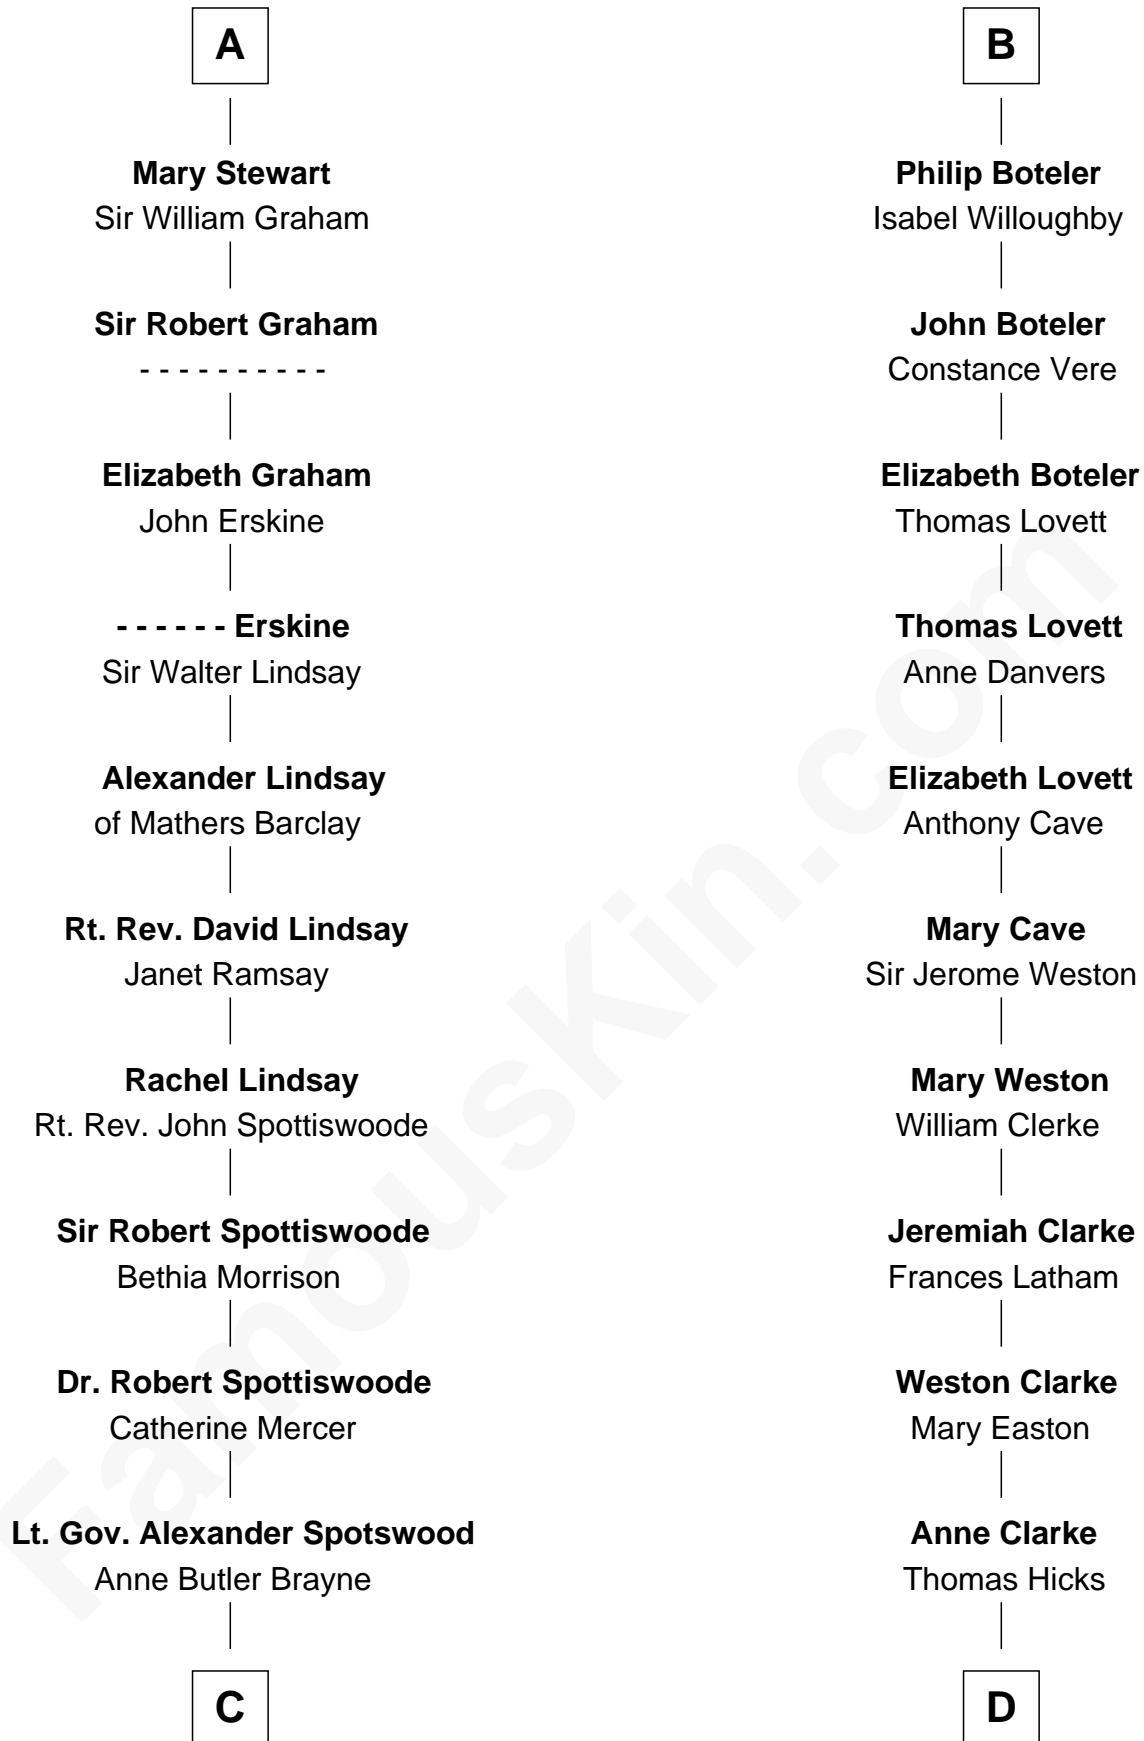 A
Mary Stewart
Sir William Graham
Sir Robert Graham
- - - - - - - - - -
Elizabeth Graham
John Erskine
- - - - - - Erskine
Sir Walter Lindsay
Alexander Lindsay
of Mathers Barclay
Rt. Rev. David Lindsay
Janet Ramsay
Rachel Lindsay
Rt. Rev. John Spottiswoode
Sir Robert Spottiswoode
Bethia Morrison
Dr. Robert Spottiswoode
Catherine Mercer
Lt. Gov. Alexander Spotswood
Anne Butler Brayne
C
B
Philip Boteler
Isabel Willoughby
John Boteler
Constance Vere
Elizabeth Boteler
Thomas Lovett
Thomas Lovett
Anne Danvers
Elizabeth Lovett
Anthony Cave
Mary Cave
Sir Jerome Weston
Mary Weston
William Clerke
Jeremiah Clarke
Frances Latham
Weston Clarke
Mary Easton
Anne Clarke
Thomas Hicks
D
FamousKin.com